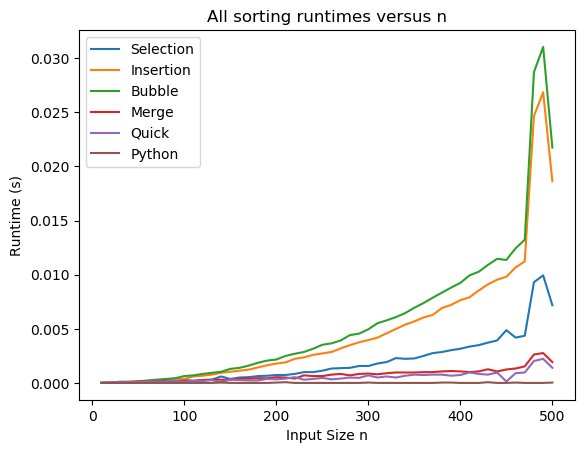 All sorting runtimes versus n
Selection
Insertion
Bubble
Merge
Quick
Python
Runtime (s)
0.030
0.025
0.020
0.015
0.010
0.005
0.000
0
100
200
300
400
500
Input Size n